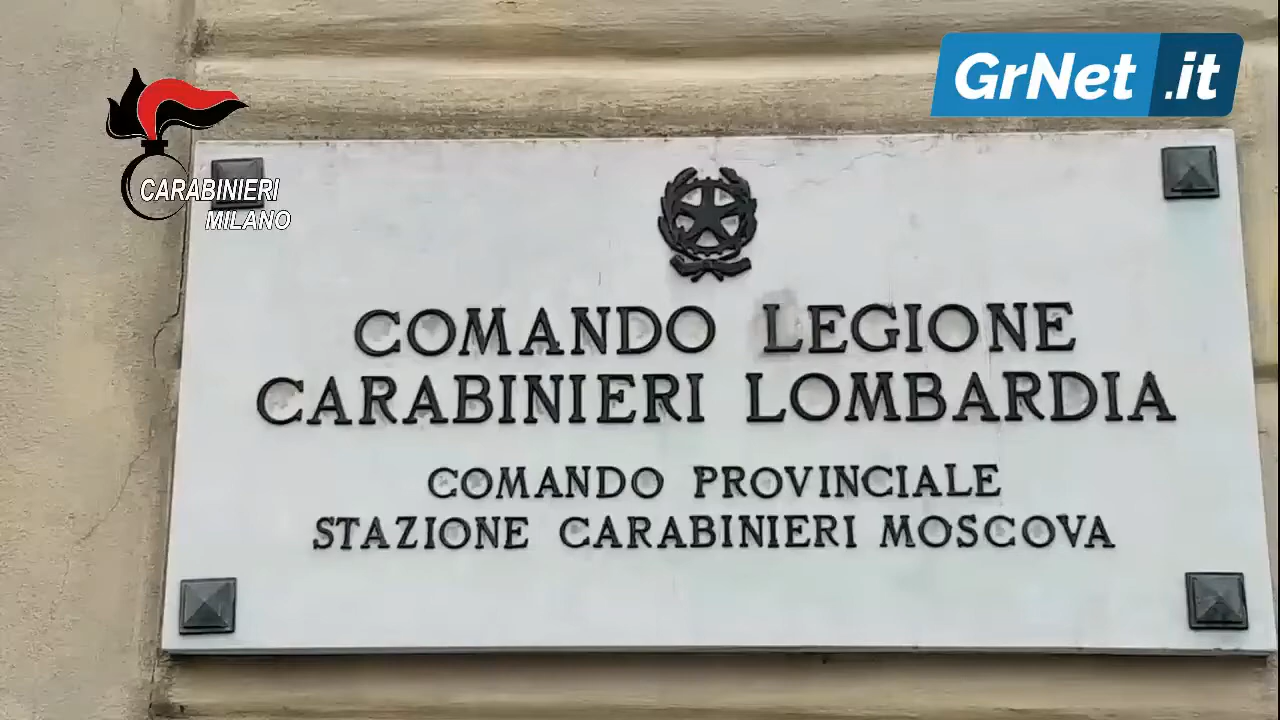 GrNet.it
CARABINIERI
MILANO
COMANDO LEGIONE
CARABINIERI LOMBARDIA
COMANDO PROVINCIALE
STAZIONE CARABINIERI MOSCOVA